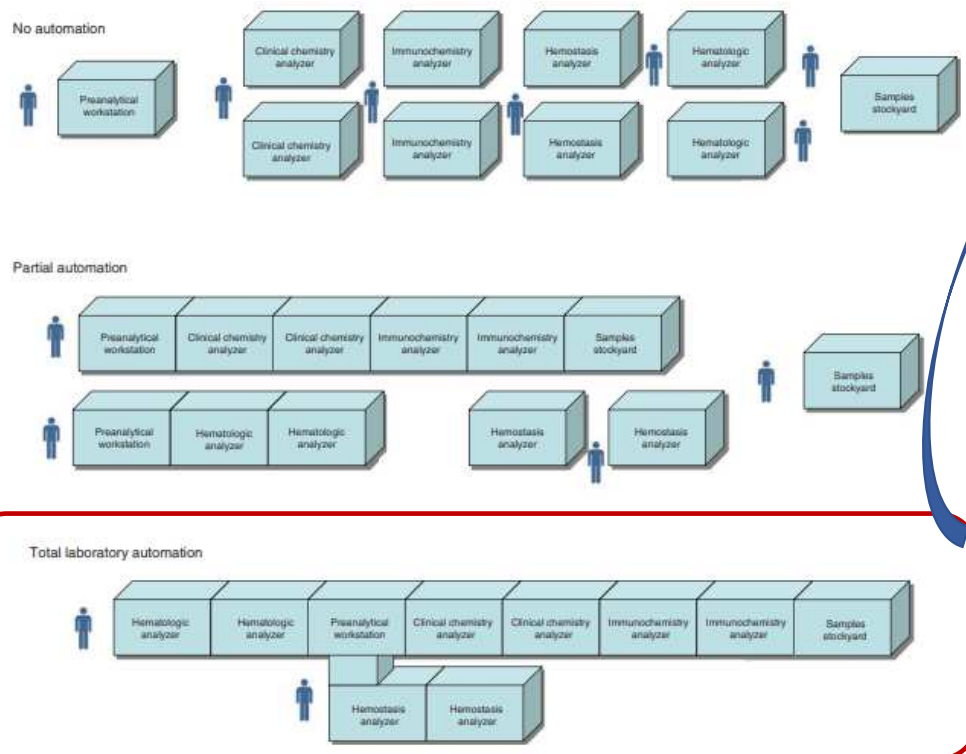 No automation
Clinical chemistry
analyzer
Immunochemistry
analyzer
Hemostasis
analyzer
Hematologic
analyzer
Preanalytical
workstation
Samples
stockyard
Clinical chemistry
analyzer
Immunochemistry
analyzer
Hemostasis
analyzer
Hematologic
analyzer
Partial automation
Preanalytical
workstation
Clinical chemistry
analyzer
Clinical chemistry
analyzer
Immunochemistry
analyzer
Immunochemistry
analyzer
Samples
stockyard
Samples
stockyard
Preanalytical
workstation
Hematologic
analyzer
Hematologic
analyzer
Hemostasis
analyzer
Hemostasis
analyzer
Total laboratory automation
Hematologic
analyzer
Hematologic
analyzer
Preanalytical
workstation
Clinical chemistry
analyzer
Clinical chemistry
analyzer
Immunochemistry
analyzer
Immunochemistry
analyzer
Samples
stockyard
Hemostasis
analyzer
Hemostasis
analyzer